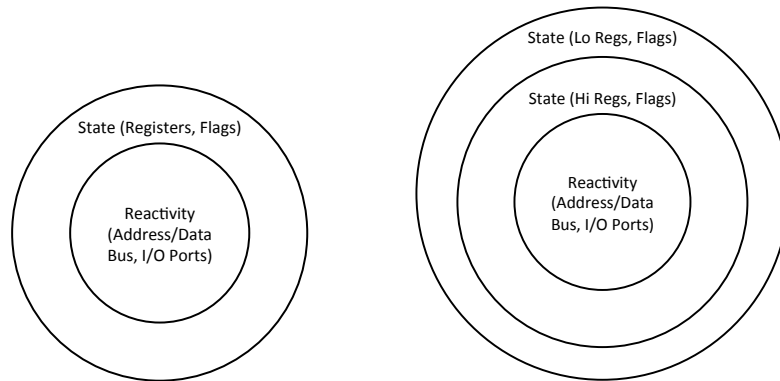 State (Registers, Flags)
Reactivity
(Address/Data
Bus, I/O Ports)
State (Lo Regs, Flags)
State (Hi Regs, Flags)
Reactivity
(Address/Data
Bus, I/O Ports)